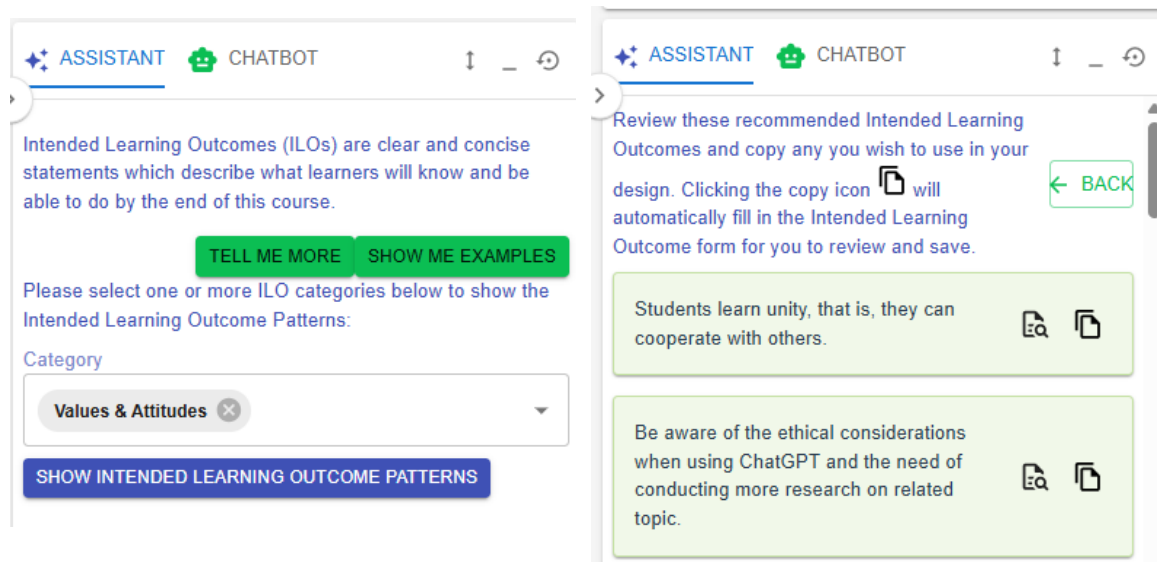 ASSISTANT CHATBOT
Intended Learning Outcomes (ILOs) are clear and concise
statements which describe what learners will know and be
able to do by the end of this course.
TELL ME MORE SHOW ME EXAMPLES
Please select one or more ILO categories below to show the
Intended Learning Outcome Patterns:
Category
Values & Attitudes
SHOW INTENDED LEARNING OUTCOME PATTERNS
ASSISTANT CHATBOT
Review these recommended Intended Learning
Outcomes and copy any you wish to use in your
design. Clicking the copy icon will
automatically fill in the Intended Learning
Outcome form for you to review and save.
BACK
Students learn unity, that is, they can
cooperate with others.
Be aware of the ethical considerations
when using ChatGPT and the need of
conducting more research on related
topic.